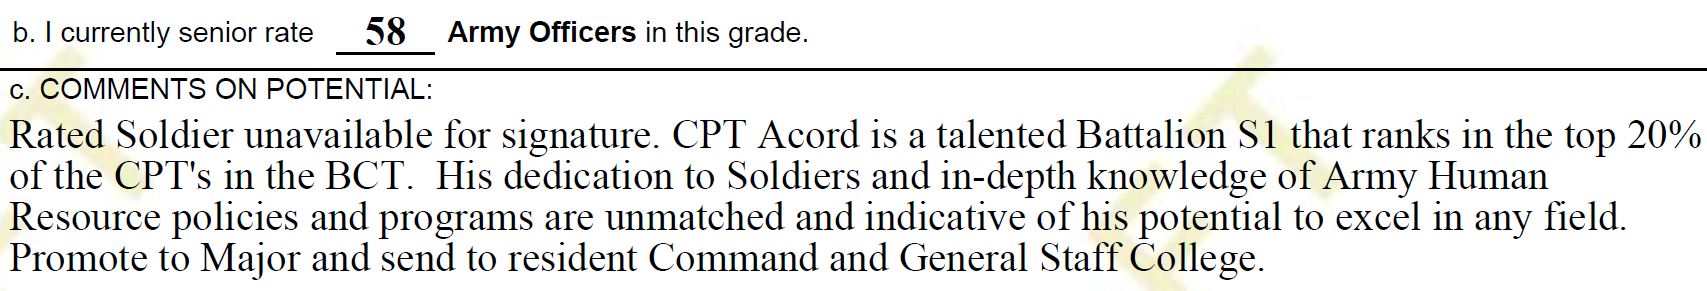 b. I currently senior rate 58 Army Officers in this grade.
c. COMMENTS ON POTENTIAL:
Rated Soldier unavailable for signature. CPT Acord is a talented Battalion S1 that ranks in the top 20%
of the CPT's in the BCT.  His dedication to Soldiers and in-depth knowledge of Army Human
Resource policies and programs are unmatched and indicative of his potential to excel in any field.
Promote to Major and send to resident Command and General Staff College.